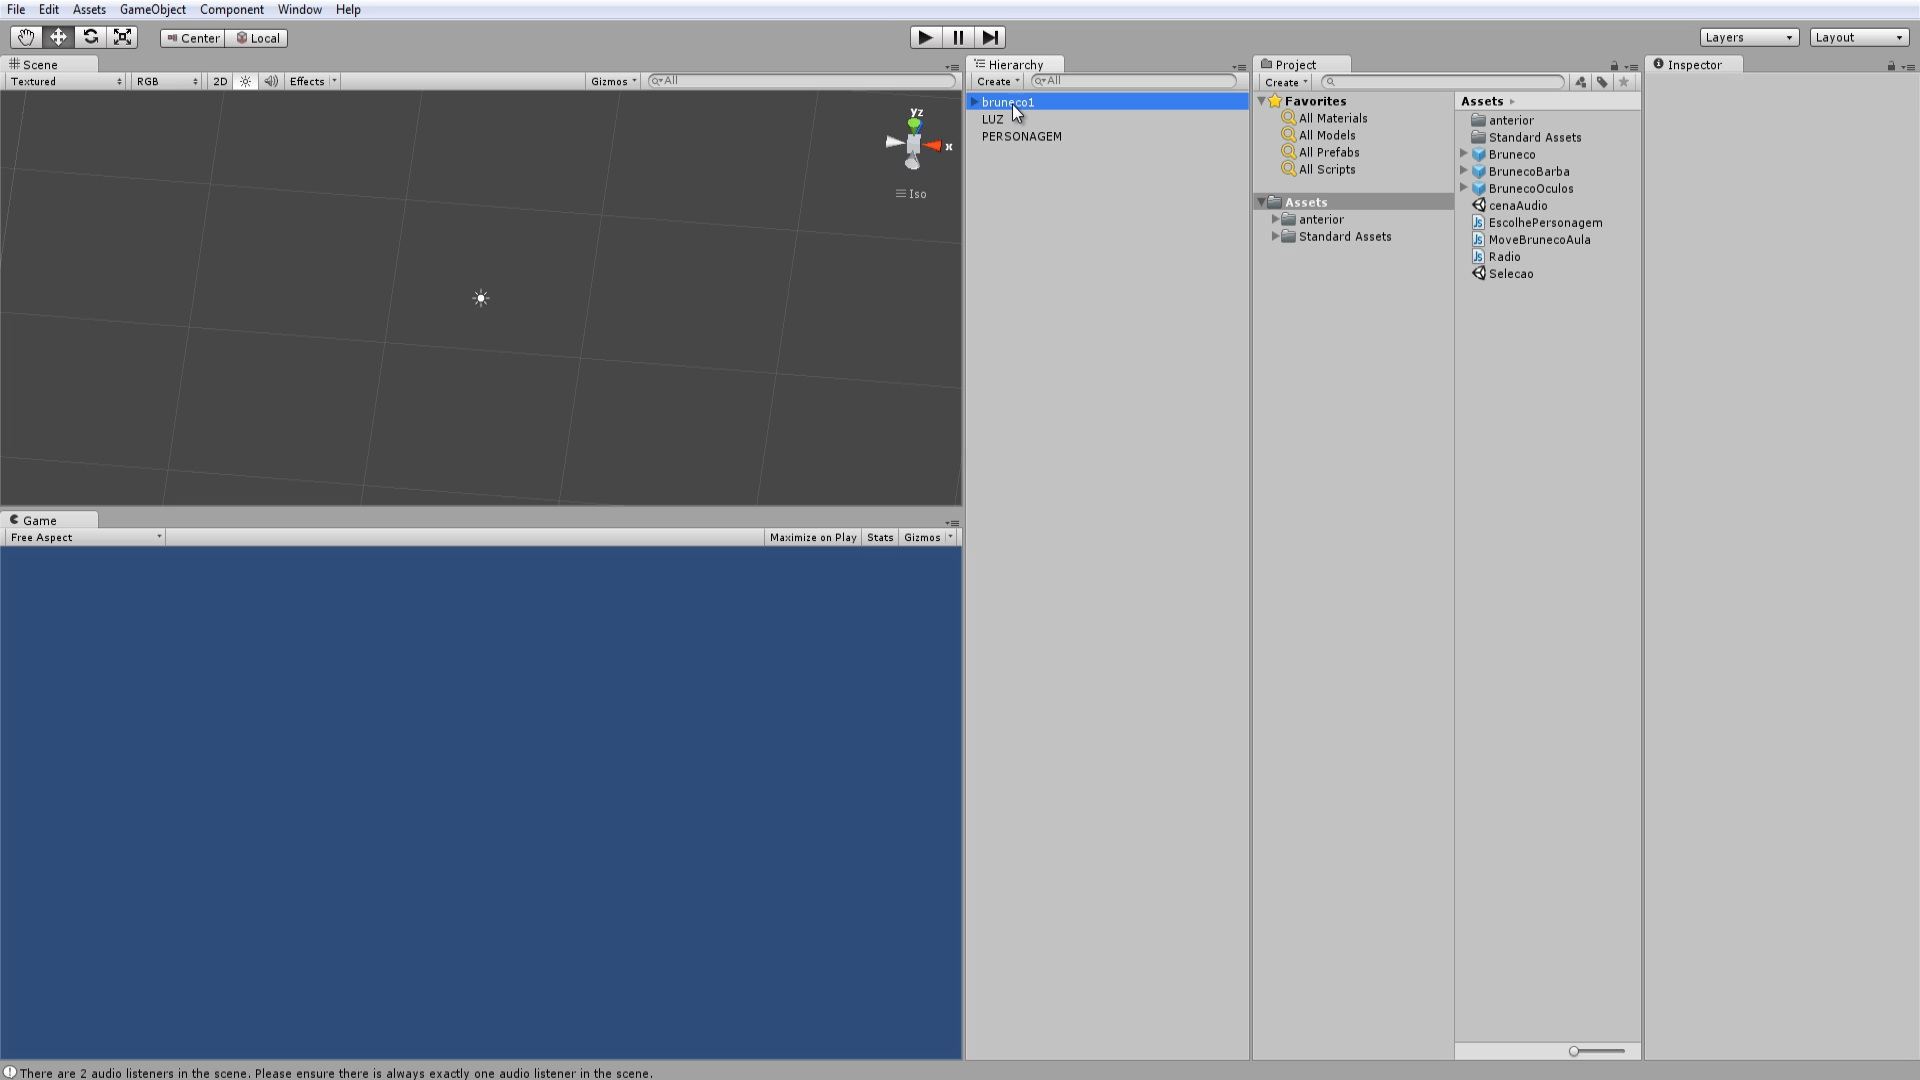 File Edit Assets GameObject Component Window Help
Center Local
Layers Layout
Scene
Textured RGB 2D Effects Gizmos All
Yz
x
Iso
Game
Free Aspect Maximize on Play Stats Gizmos
Hierarchy
Create All
bruneco1
LUZ
PERSONAGEM
Project
Create
Favorites
All Materials
All Models
All Prefabs
All Scripts
Assets
anterior
Standard Assets
Assets
anterior
Standard Assets
Bruneco
BrunecoBarba
BrunecoOculos
cenaAudio
Js EscolhePersonagem
Js MoveBrunecoAula
Js Radio
Selecao
Inspector
There are 2 audio listeners in the scene. Please ensure there is always exactly one audio listener in the scene.